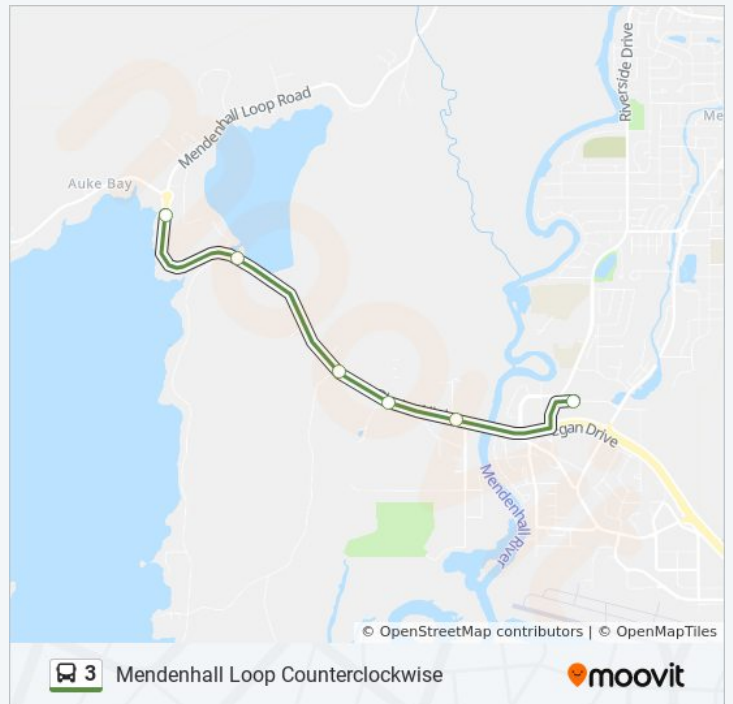 Riverside Drive
Me
Mendenhall Loop Road
Auke Bay
egan Drive
Mendenhall River
© OpenStreetMap contributors | © OpenMapTiles
3 Mendenhall Loop Counterclockwise
moovit